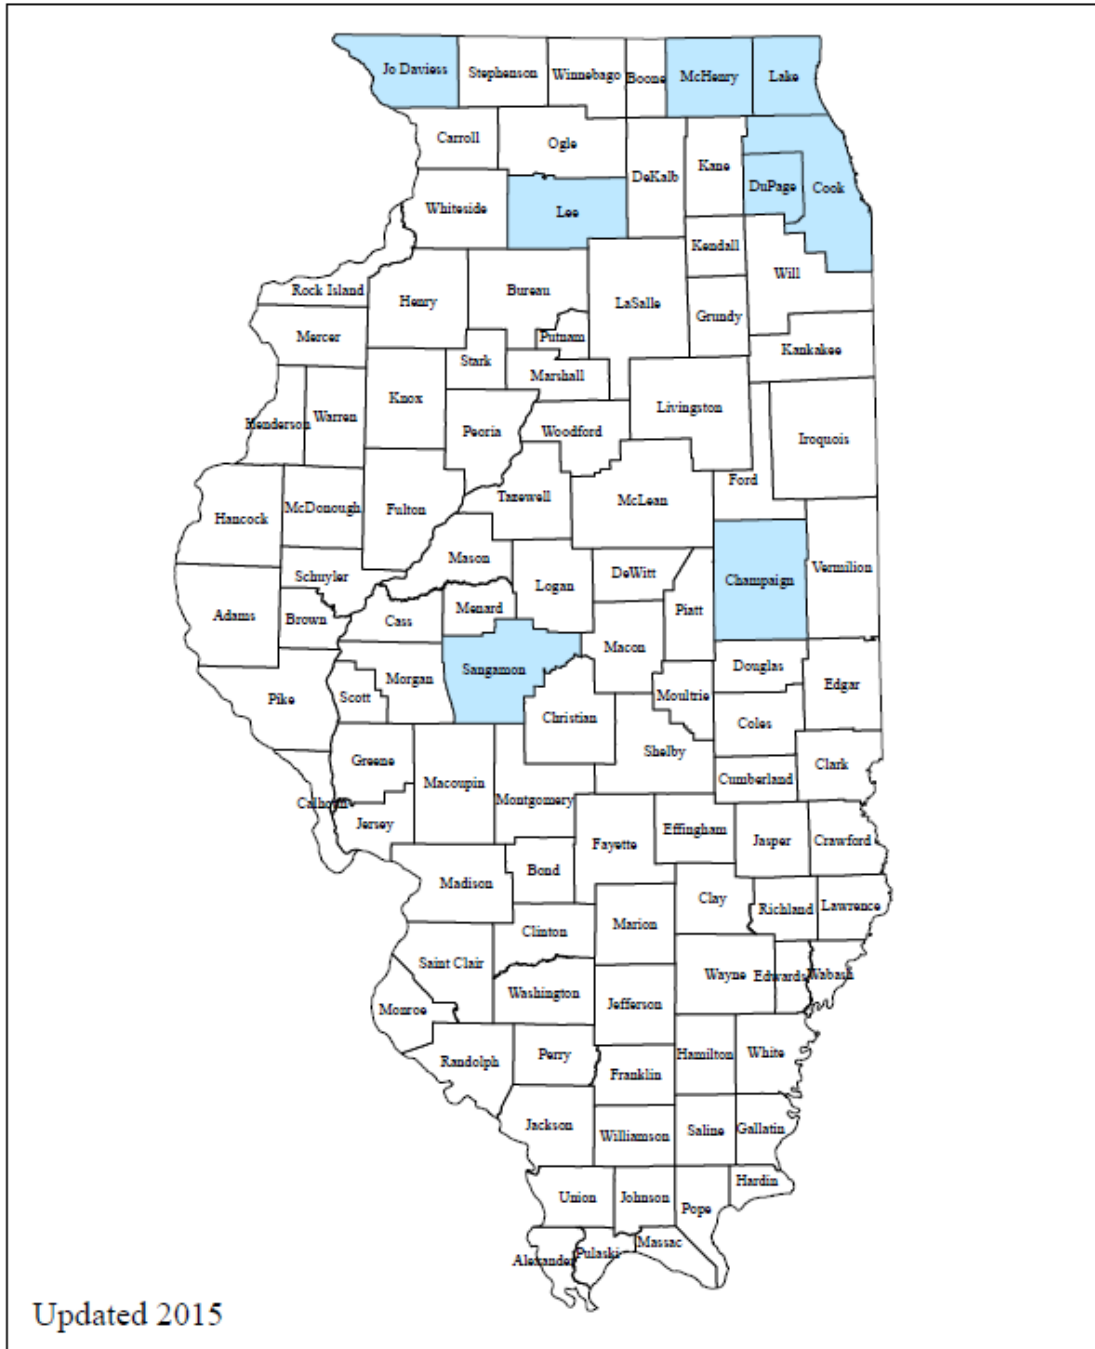 Jo Daviess
Stephenson
Winnebago
Boone
McHenry
Lake
Carroll
Ogle
DeKalb
Kane
DuPage
Cook
Whiteside
Lee
Kendall
Will
Rock Island
Henry
Bureau
LaSalle
Grundy
Mercer
Putnam
Kankakee
Stark
Marshall
Henderson
Warren
Knox
Peoria
Woodford
Livingston
Iroquois
Hancock
McDonough
Fulton
Tazewell
McLean
Ford
Schuyler
Mason
Logan
DeWitt
Piatt
Champaign
Vermilion
Adams
Brown
Cass
Menard
Macon
Pike
Scott
Morgan
Sangamon
Christian
Moultrie
Douglas
Edgar
Coles
Shelby
Greene
Macoupin
Montgomery
Cumberland
Clark
Calhoun
Jersey
Fayette
Effingham
Jasper
Crawford
Madison
Bond
Clay
Richland
Lawrence
Clinton
Marion
Saint Clair
Wayne
Edwards
Wabash
Monroe
Washington
Jefferson
Randolph
Perry
Franklin
Hamilton
White
Jackson
Williamson
Saline
Gallatin
Union
Johnson
Pope
Hardin
Alexander
Pulaski
Massac
Updated 2015